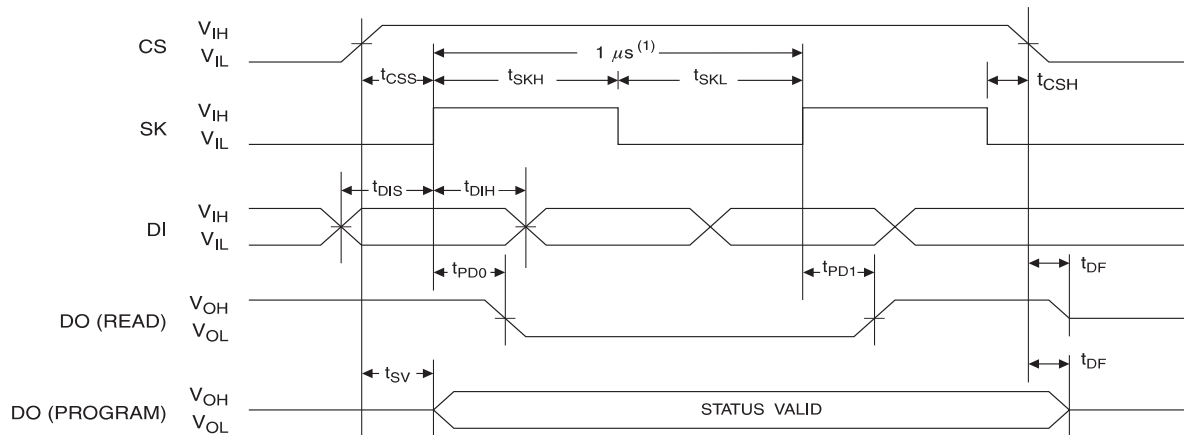 CS
V_IH
V_IL
1 μs (1)
t_CSS
t_SKH
t_SKL
t_CSH
SK
V_IH
V_IL
t_DIS
t_DIH
DI
V_IH
V_IL
t_PD0
t_PD1
t_DF
DO (READ)
V_OH
V_OL
t_SV
t_DF
DO (PROGRAM)
V_OH
V_OL
STATUS VALID